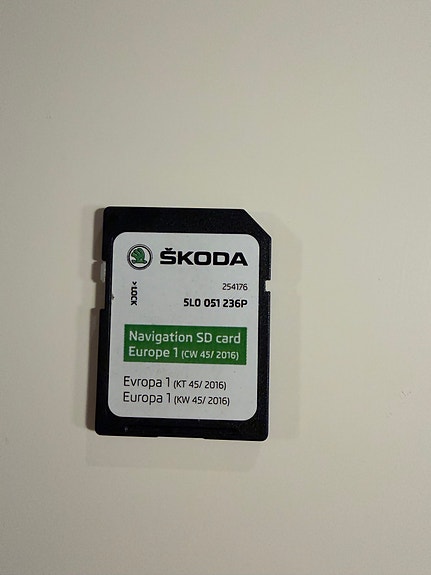 ŠKODA
254176
> LOCK
5L0 051 236P
Navigation SD card
Europe 1 (CW 45/ 2016)
Evropa 1 (KT 45/ 2016)
Europa 1 (KW 45/ 2016)